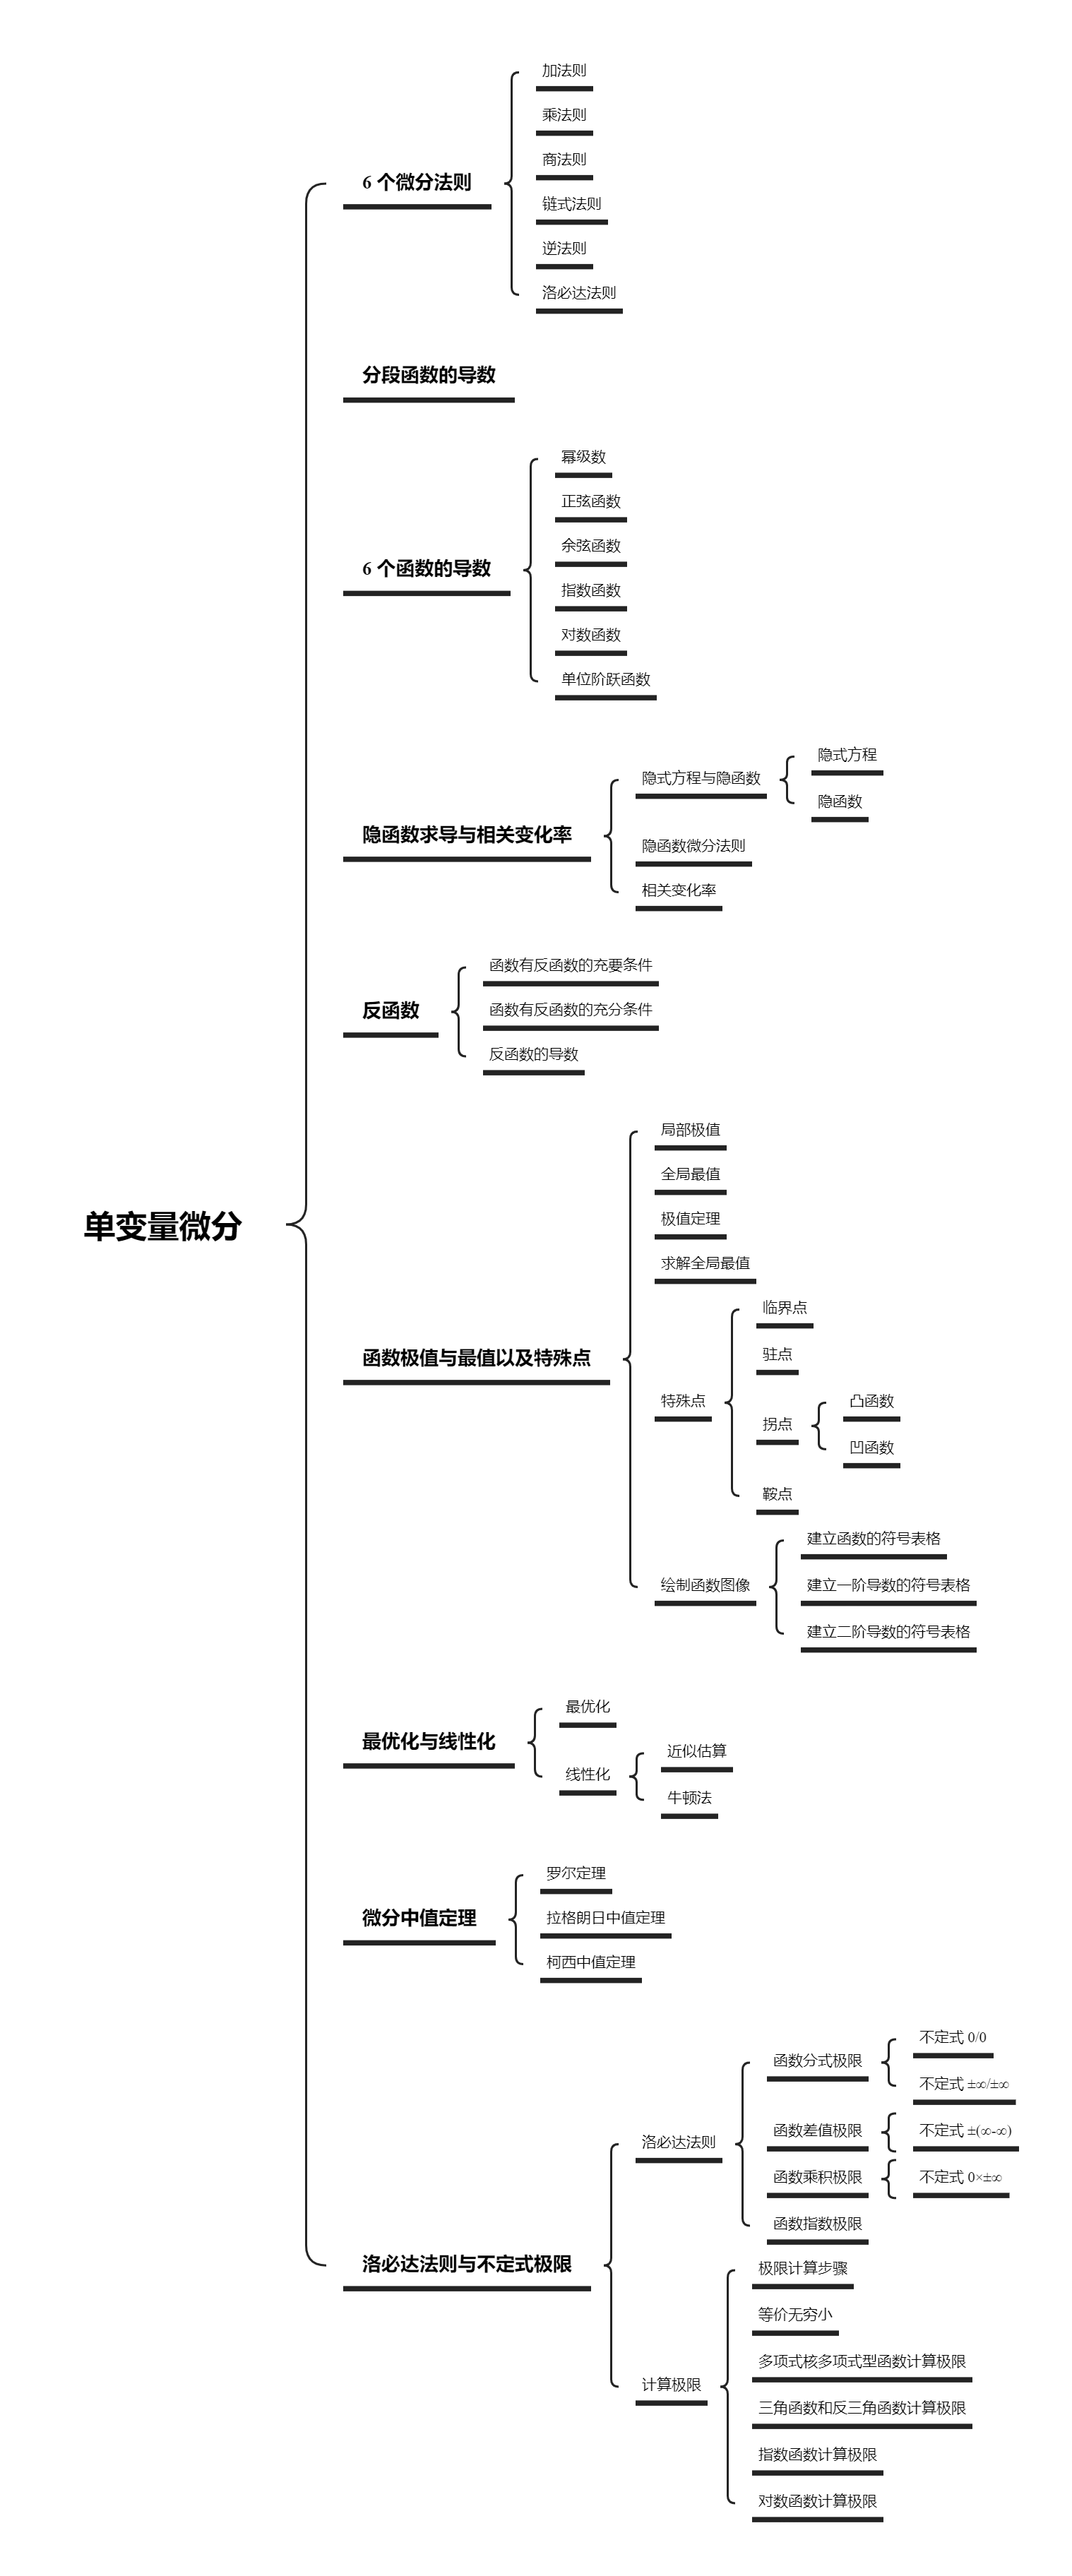 加法则
乘法则
商法则
6 个微分法则
链式法则
逆法则
洛必达法则
分段函数的导数
幂级数
正弦函数
余弦函数
6 个函数的导数
指数函数
对数函数
单位阶跃函数
隐式方程
隐式方程与隐函数
隐函数
隐函数求导与相关变化率
隐函数微分法则
相关变化率
函数有反函数的充要条件
反函数
函数有反函数的充分条件
反函数的导数
局部极值
全局最值
极值定理
单变量微分
求解全局最值
临界点
驻点
函数极值与最值以及特殊点
特殊点
凸函数
拐点
凹函数
鞍点
建立函数的符号表格
绘制函数图像
建立一阶导数的符号表格
建立二阶导数的符号表格
最优化
最优化与线性化
近似估算
线性化
牛顿法
罗尔定理
微分中值定理
拉格朗日中值定理
柯西中值定理
不定式 0/0
函数分式极限
不定式 ±∞/±∞
函数差值极限
不定式 ±(∞-∞)
洛必达法则
函数乘积极限
不定式 0×±∞
函数指数极限
洛必达法则与不定式极限
极限计算步骤
等价无穷小
多项式核多项式型函数计算极限
计算极限
三角函数和反三角函数计算极限
指数函数计算极限
对数函数计算极限